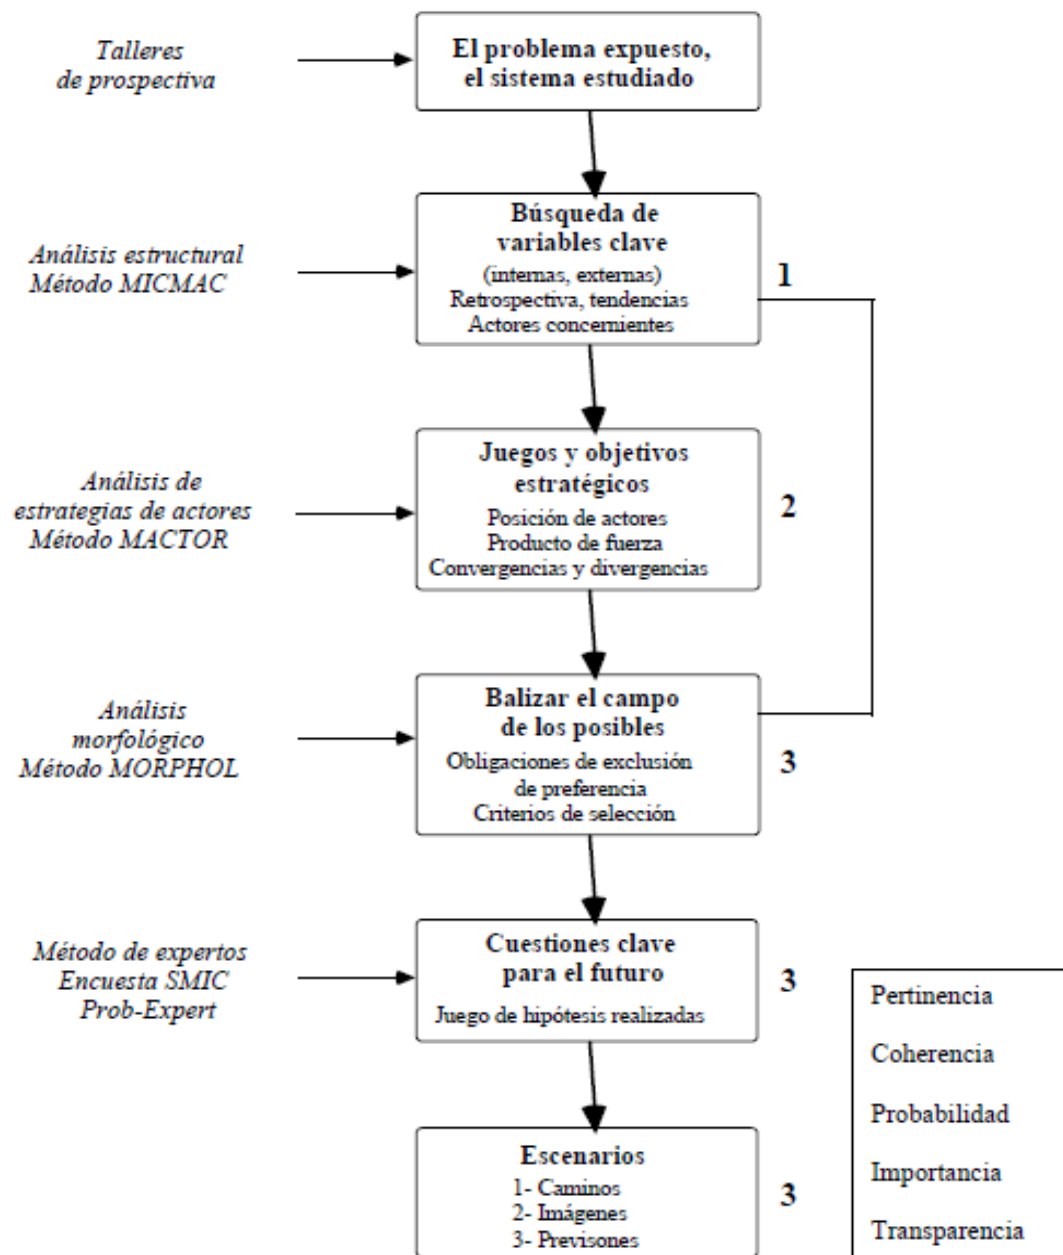 Talleres
de prospectiva
El problema expuesto,
el sistema estudiado
Análisis estructural
Método MICMAC
Búsqueda de
variables clave
(internas, externas)
Retrospectiva, tendencias
Actores concernientes
1
Análisis de
estrategias de actores
Método MACTOR
Juegos y objetivos
estratégicos
Posición de actores
Producto de fuerza
Convergencias y divergencias
2
Análisis
morfológico
Método MORPHOL
Balizar el campo
de los posibles
Obligaciones de exclusión
de preferencia
Criterios de selección
3
Método de expertos
Encuesta SMIC
Prob-Expert
Cuestiones clave
para el futuro
Juego de hipótesis realizadas
3
Escenarios
1- Caminos
2- Imágenes
3- Previsones
3
Pertinencia
Coherencia
Probabilidad
Importancia
Transparencia